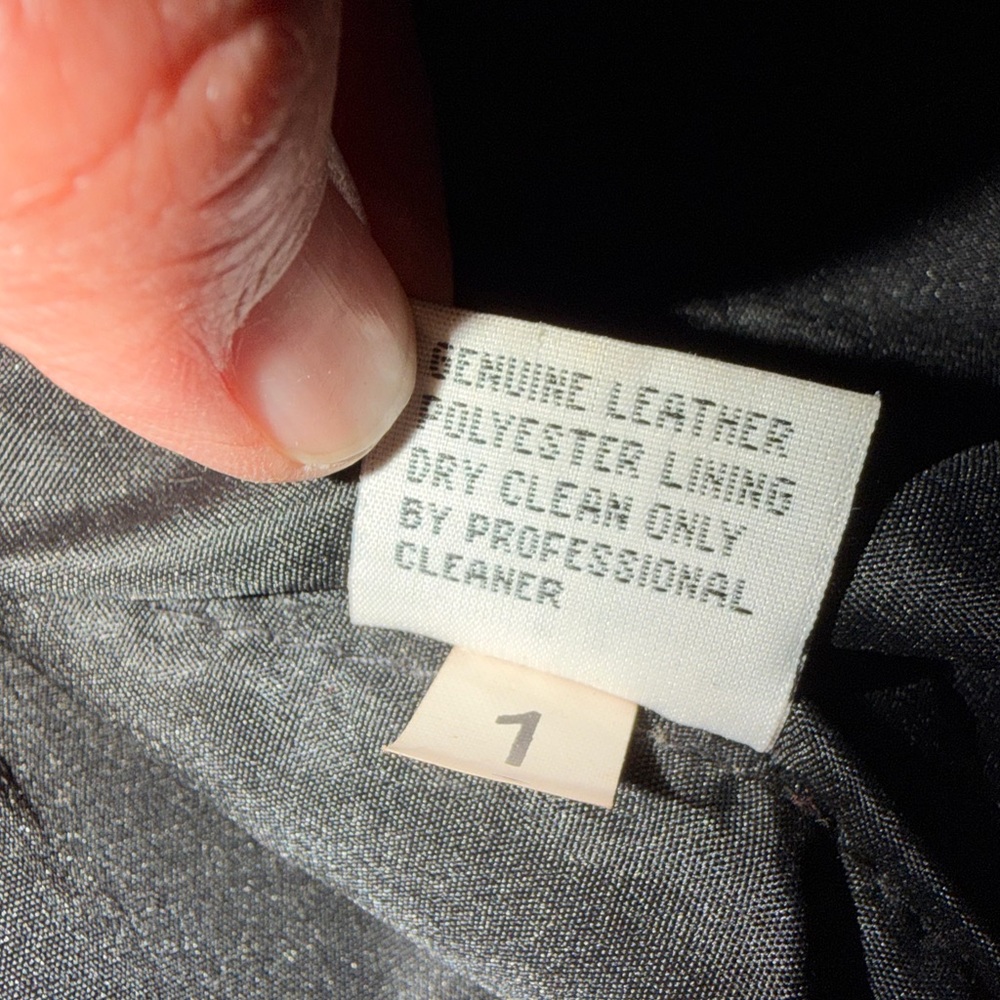 GENUINE LEATHER
POLYESTER LINING
DRY CLEAN ONLY
BY PROFESSIONAL
CLEANER
1